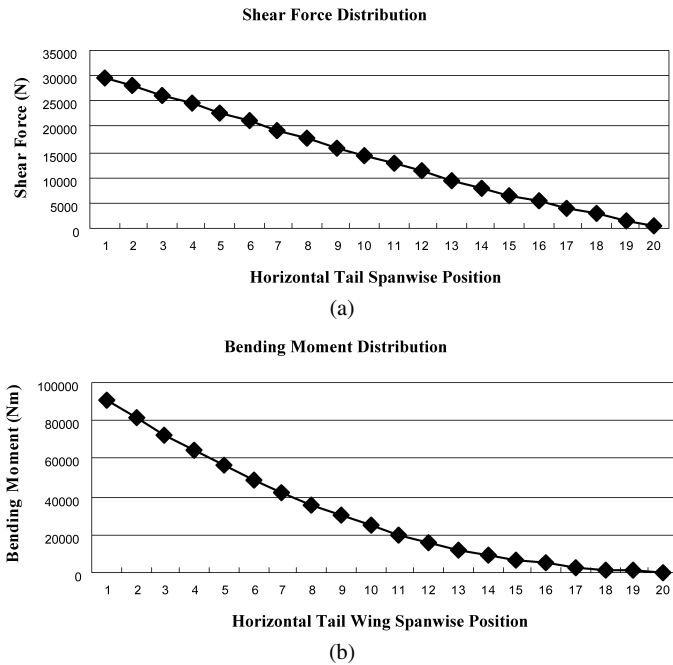 Shear Force Distribution
Shear Force (N)
35000
30000
25000
20000
15000
10000
5000
0
1 2 3 4 5 6 7 8 9 10 11 12 13 14 15 16 17 18 19 20
Horizontal Tail Spanwise Position
(a)
Bending Moment Distribution
Bending Moment (Nm)
100000
80000
60000
40000
20000
0
1 2 3 4 5 6 7 8 9 10 11 12 13 14 15 16 17 18 19 20
Horizontal Tail Wing Spanwise Position
(b)